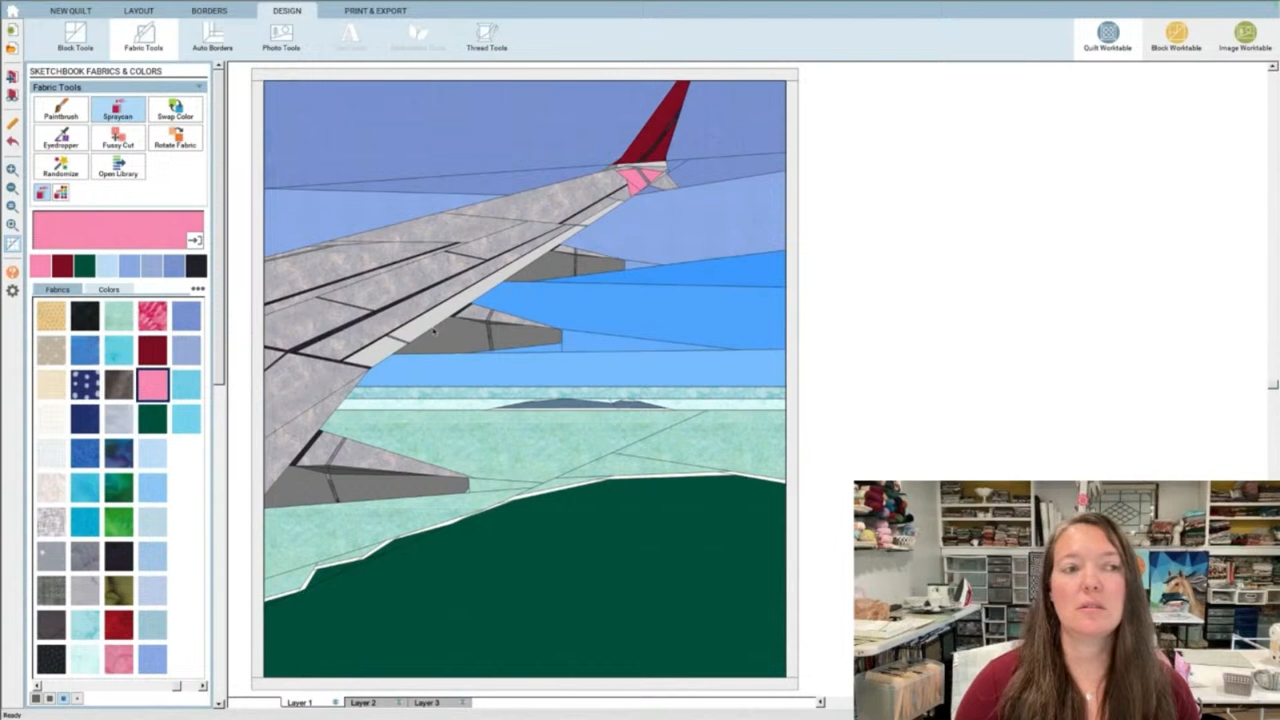 NEW QUILT LAYOUT BORDERS DESIGN PRINT & EXPORT
Block Tools Fabric Tools Auto Borders Photo Tools Thread Tools Quilt Worktable Block Worktable Image Worktable
SKETCHBOOK FABRICS & COLORS
Fabric Tools
Paintbrush Spraycan Swap Color
Eyedropper Fussy Cut Rotate Fabric
Randomize Open Library
Fabrics Colors
Layer 1 Layer 2 Layer 3
Ready